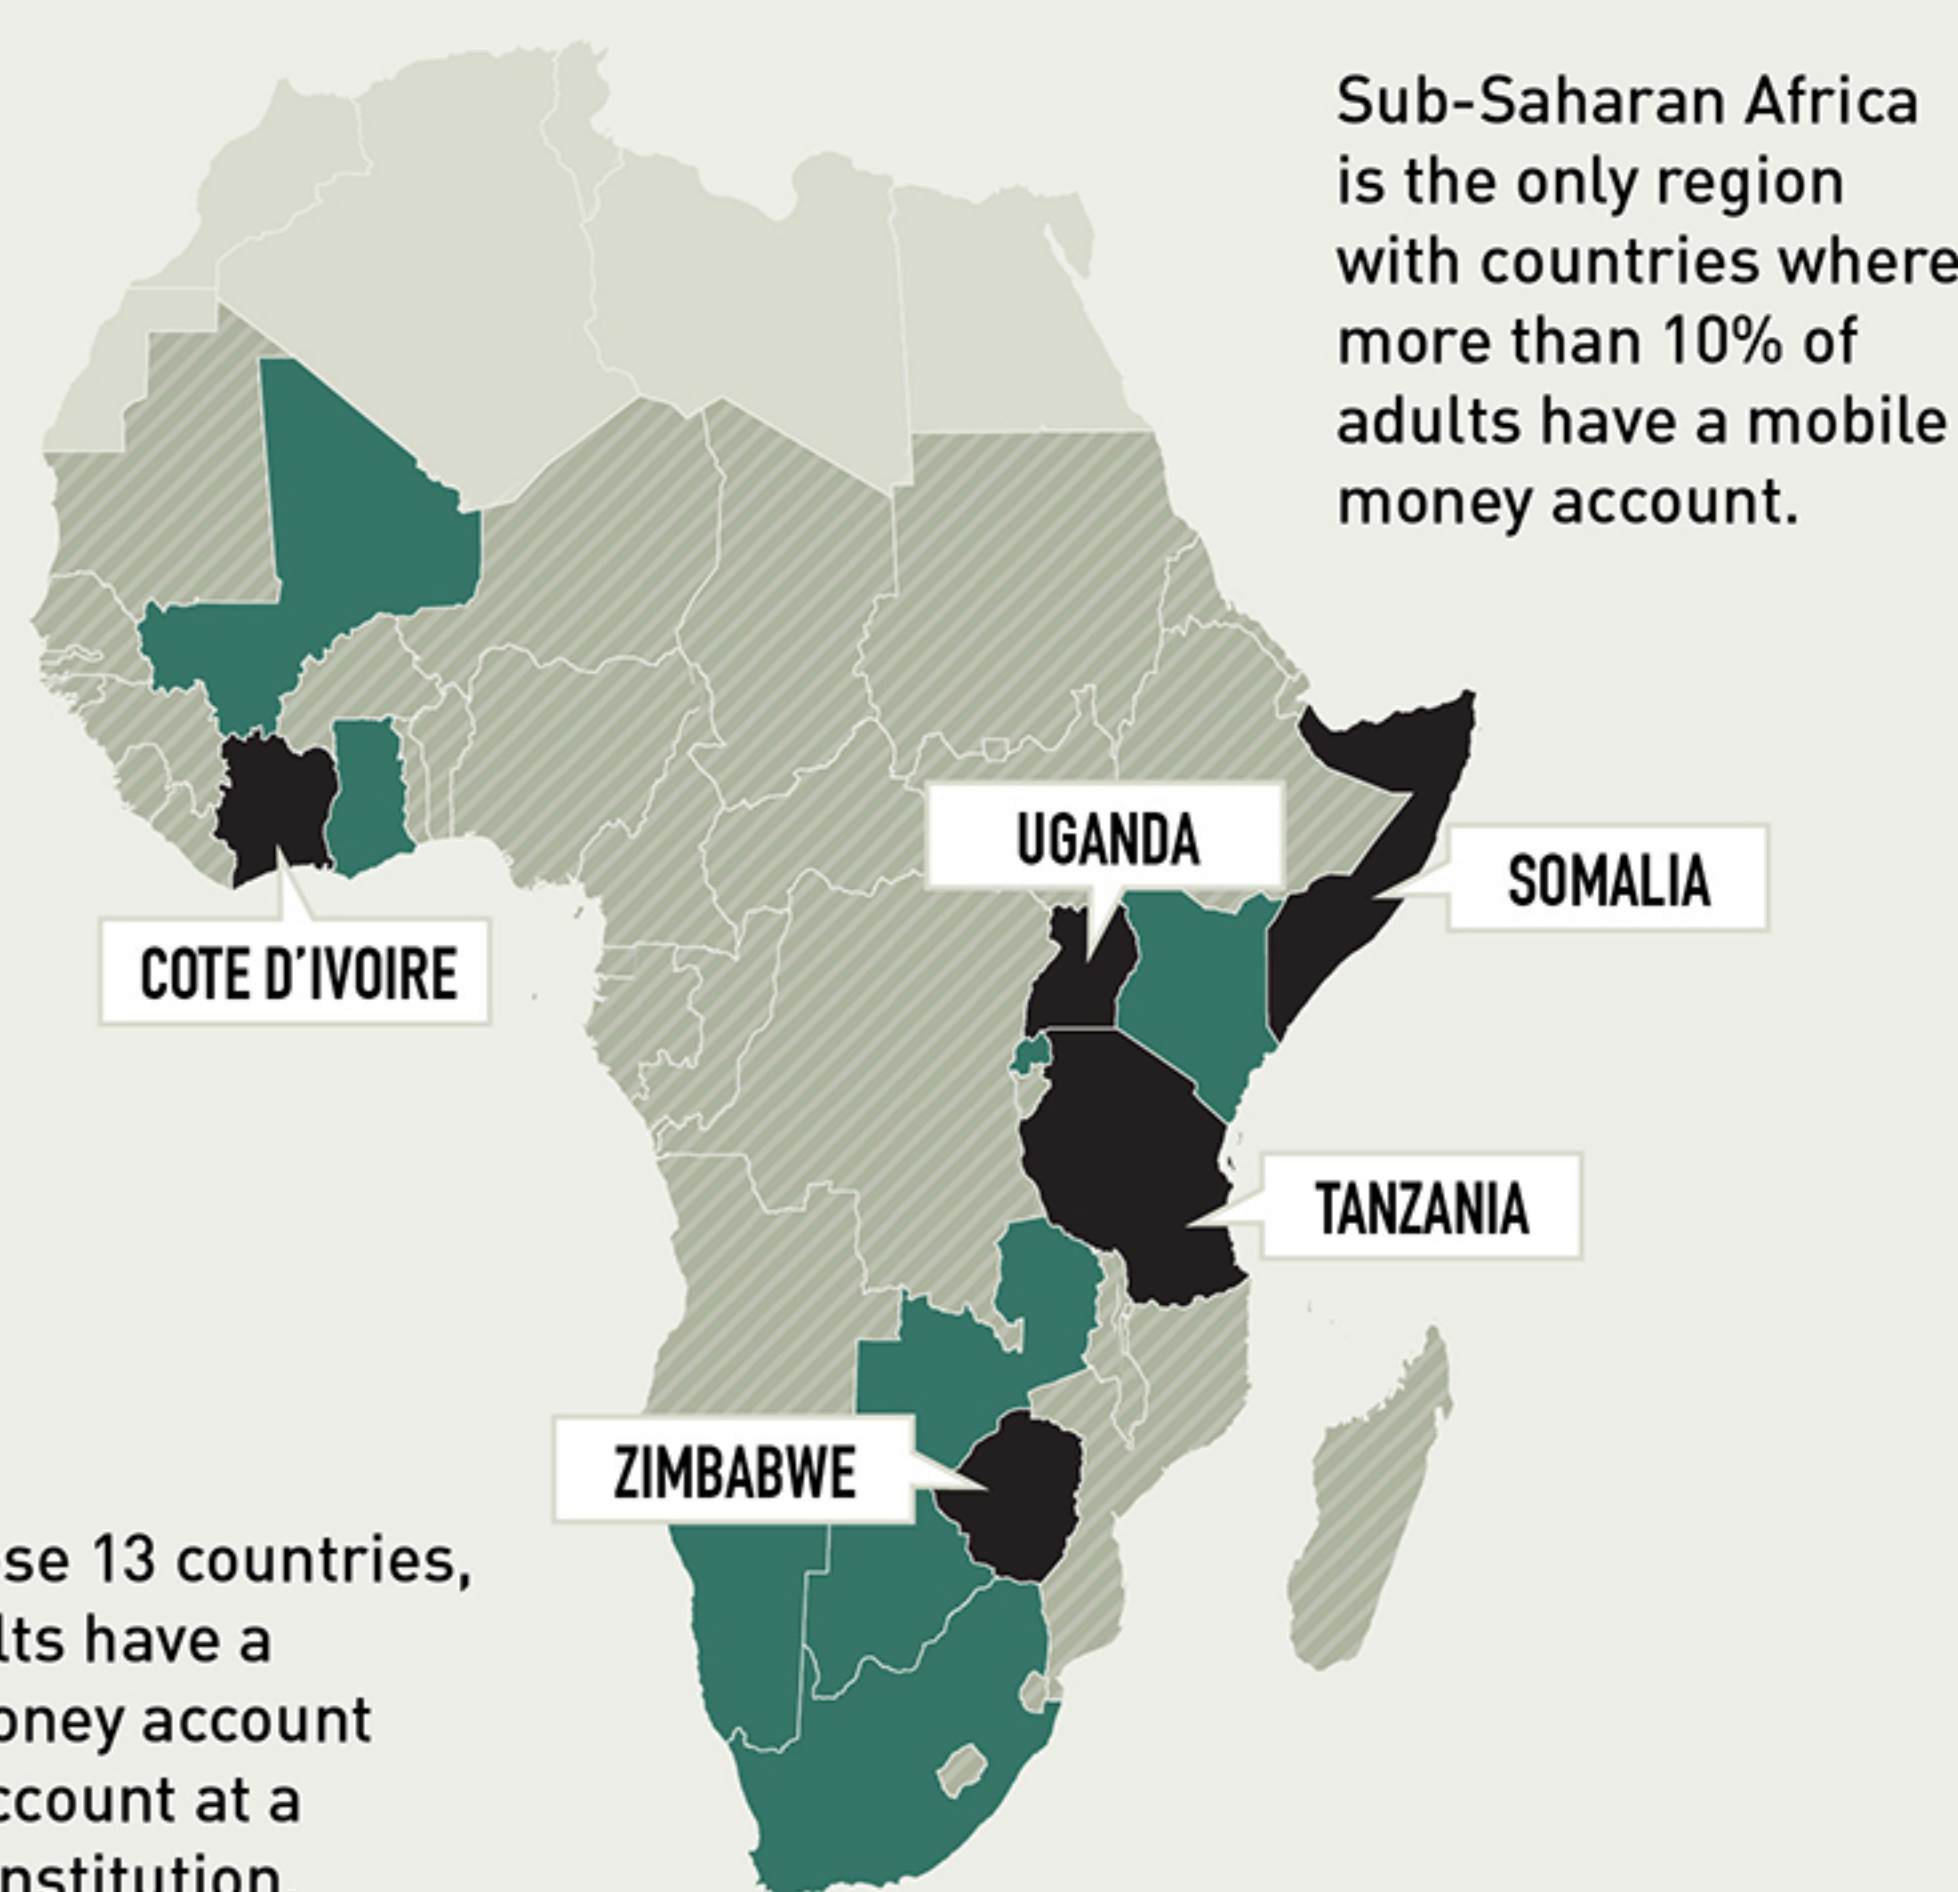 Sub-Saharan Africa
is the only region
with countries where
more than 10% of
adults have a mobile
money account.
UGANDA
SOMALIA
COTE D'IVOIRE
TANZANIA
ZIMBABWE
se 13 countries,
lts have a
oney account
ccount at a
nstitution.